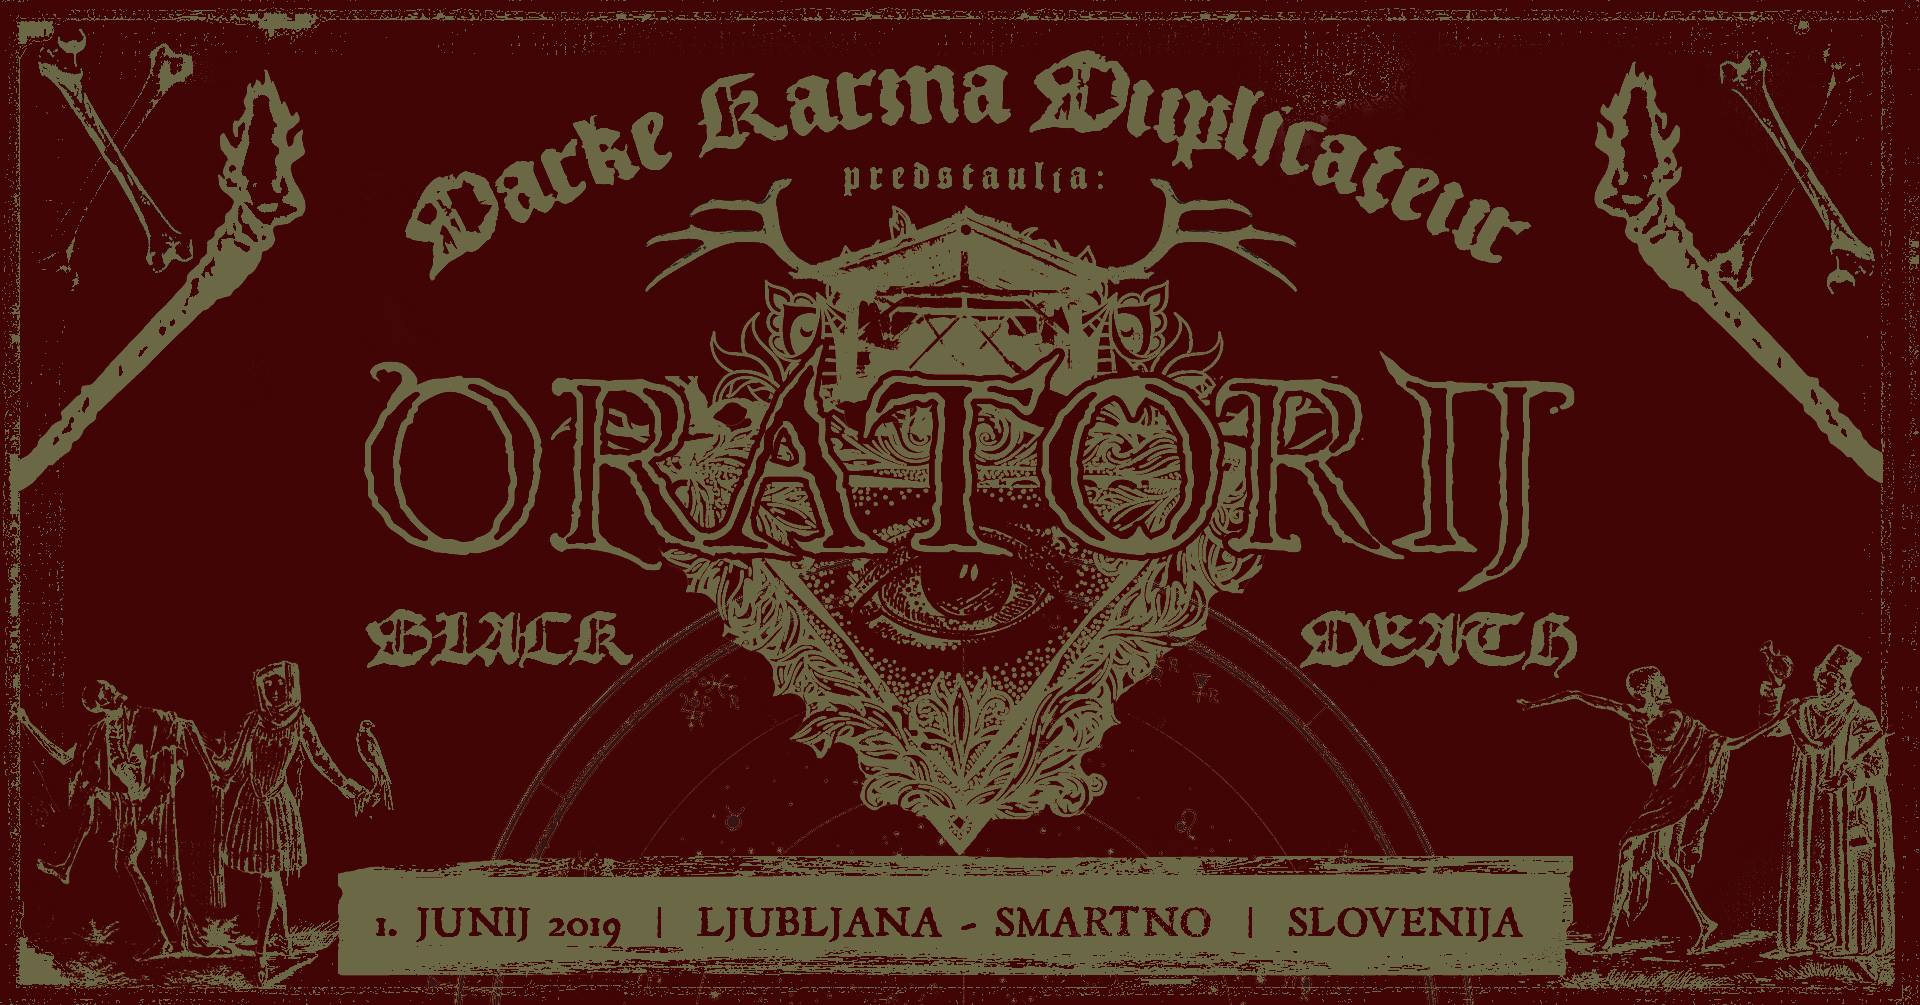 Darke Karma Duplicateur
predstavlja:
ORATORIJ
BLACK DEATH
1. JUNIJ 2019 | LJUBLJANA - SMARTNO | SLOVENIJA